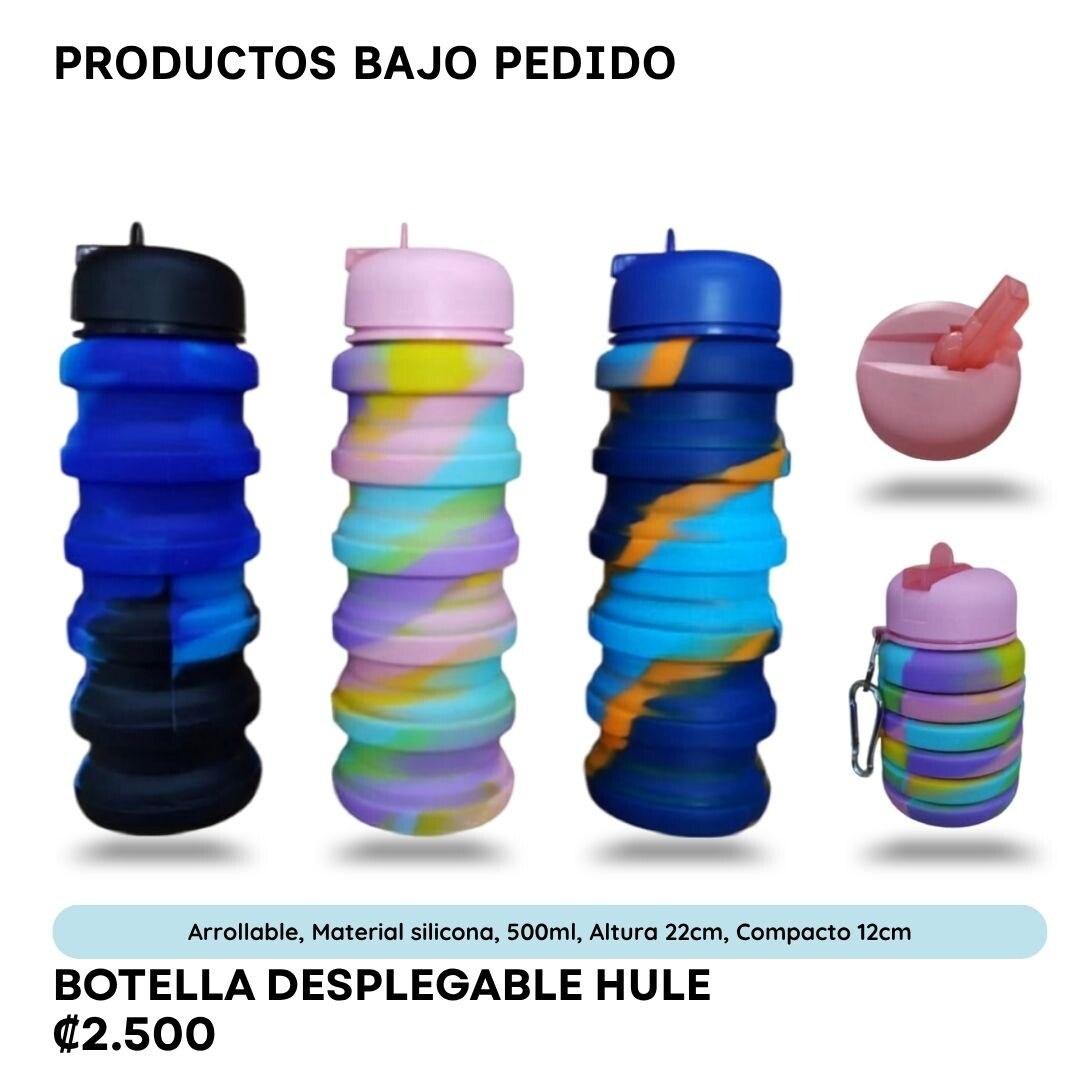 PRODUCTOS BAJO PEDIDO
Arrollable, Material silicona, 500ml, Altura 22cm, Compacto 12cm
BOTELLA DESPLEGABLE HULE
₡2.500